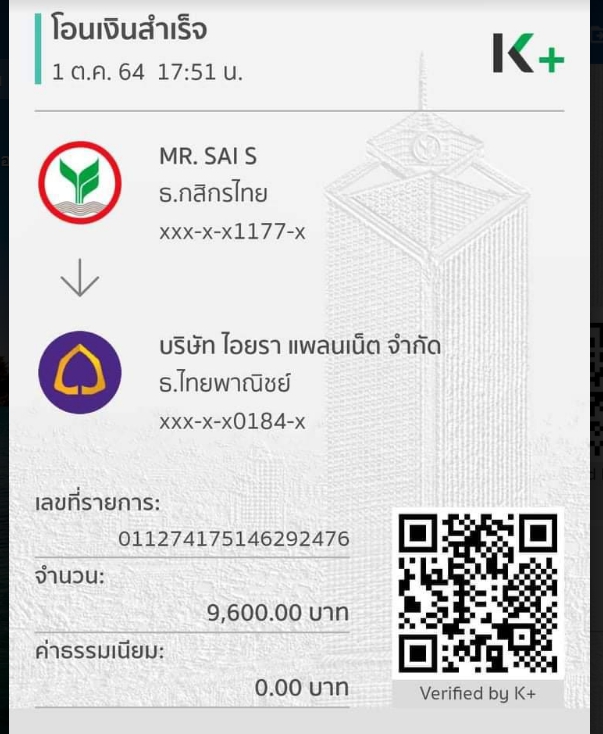 โอนเงินสำเร็จ
1 ต.ค. 64 17:51 น.
K+
MR. SAI S
ธ.กสิกรไทย
xxx-x-x1177-x
บริษัท ไอยรา แพลนเน็ต จำกัด
ธ.ไทยพาณิชย์
xxx-x-x0184-x
เลขที่รายการ:
011274175146292476
จำนวน:
9,600.00 บาท
ค่าธรรมเนียม:
0.00 บาท
Verified by K+